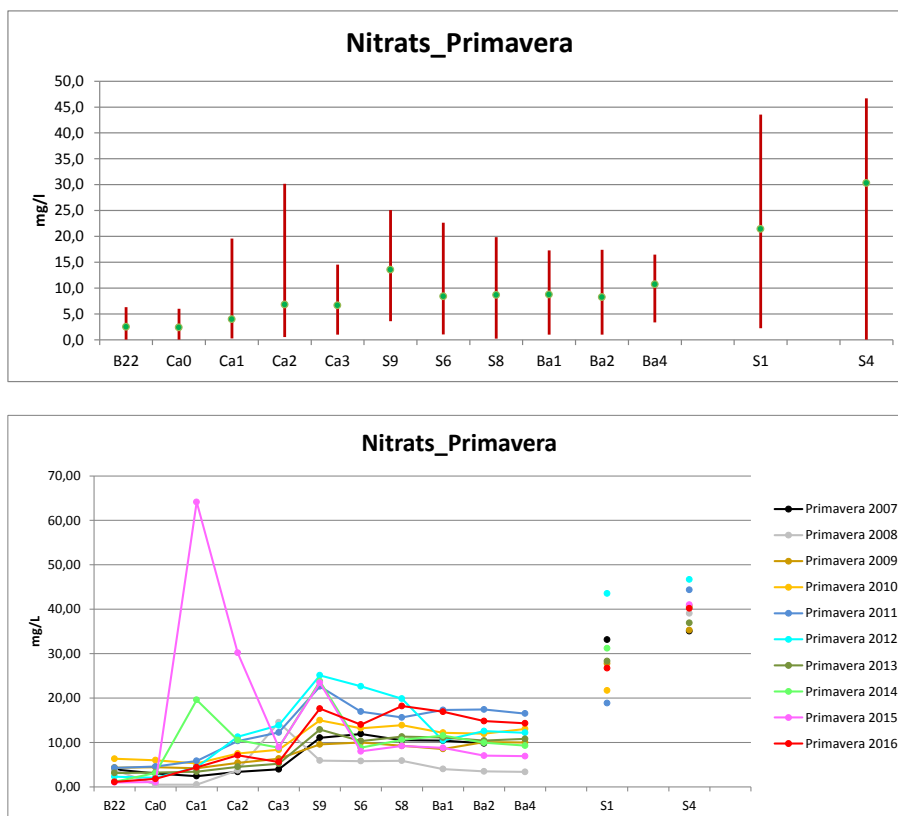 Nitrats_Primavera
50,0
45,0
40,0
35,0
30,0
25,0
20,0
15,0
10,0
5,0
0,0
mg/l
B22 Ca0 Ca1 Ca2 Ca3 S9 S6 S8 Ba1 Ba2 Ba4 S1 S4
Nitrats_Primavera
70,00
60,00
50,00
40,00
30,00
20,00
10,00
0,00
mg/L
B22 Ca0 Ca1 Ca2 Ca3 S9 S6 S8 Ba1 Ba2 Ba4 S1 S4
Primavera 2007
Primavera 2008
Primavera 2009
Primavera 2010
Primavera 2011
Primavera 2012
Primavera 2013
Primavera 2014
Primavera 2015
Primavera 2016